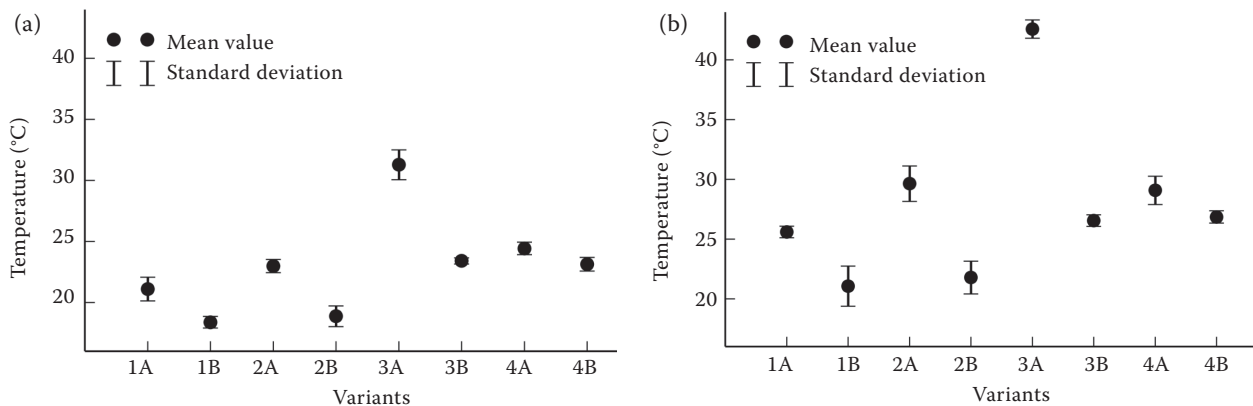 (a)
Mean value
Standard deviation
40
35
30
25
20
Temperature (°C)
1A 1B 2A 2B 3A 3B 4A 4B
Variants
(b)
Mean value
Standard deviation
40
35
30
25
20
Temperature (°C)
1A 1B 2A 2B 3A 3B 4A 4B
Variants